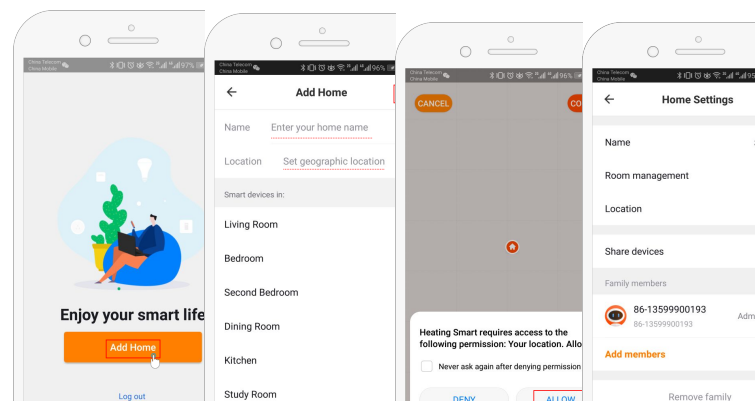 China Telecom
China Mobile
97%
Enjoy your smart life
Add Home
Log out
China Telecom
China Mobile
96%
Add Home
Name Enter your home name
Location Set geographic location
Smart devices in:
Living Room
Bedroom
Second Bedroom
Dining Room
Kitchen
Study Room
China Telecom
China Mobile
96%
CANCEL
CO
Heating Smart requires access to the
following permission: Your location. Allo
Never ask again after denying permission
DENY ALLOW
China Telecom
China Mobile
95
Home Settings
Name
Room management
Location
Share devices
Family members
86-13599900193
86-13599900193
Adm
Add members
Remove family